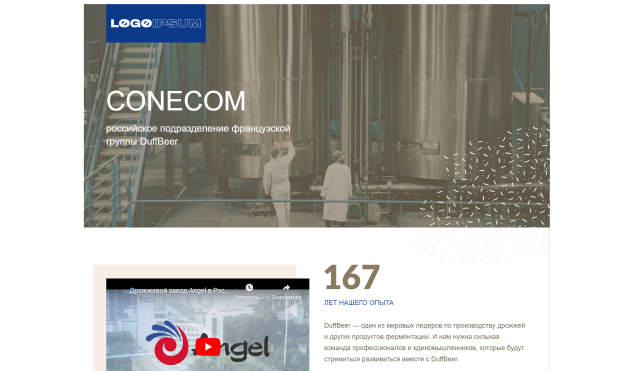 LOGOIPSUM
CONECOM
российское подразделение французской
группы DuffBeer
Дрожжевой завод Angel в Рос...
Смотреть...
Поделиться
Angel
167
ЛЕТ НАШЕГО ОПЫТА
DuffBeer — один из мировых лидеров по производству дрожжей
и других продуктов ферментации. И нам нужна сильная
команда профессионалов и единомышленников, которые будут
стремиться развиваться вместе с DuffBeer.